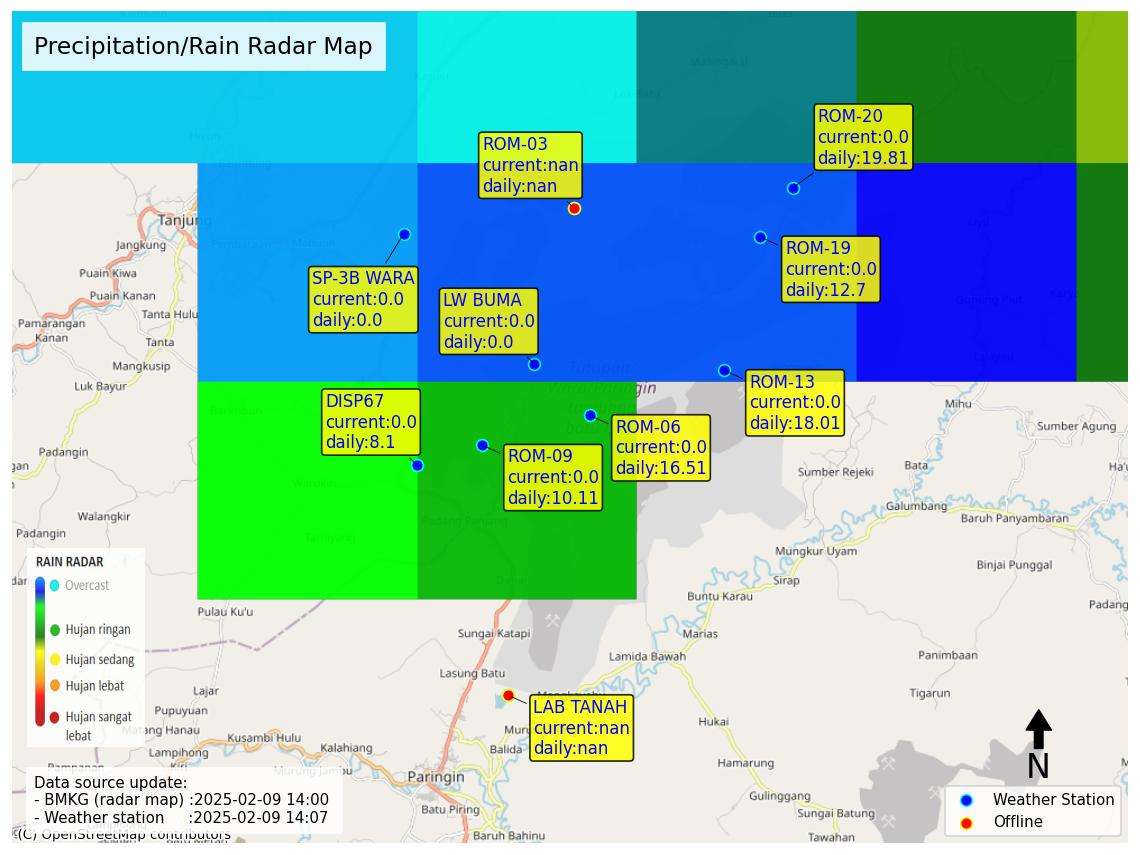 Precipitation/Rain Radar Map
ROM-20
current:0.0
daily:19.81
ROM-03
current:nan
daily:nan
ROM-19
current:0.0
daily:12.7
SP-3B WARA
current:0.0
daily:0.0
LW BUMA
current:0.0
daily:0.0
ROM-13
current:0.0
daily:18.01
DISP67
current:0.0
daily:8.1
ROM-06
current:0.0
daily:16.51
ROM-09
current:0.0
daily:10.11
LAB TANAH
current:nan
daily:nan
Tanjung
Jangkung
Puain Kiwa
Puain Kanan
Tanta Hulu
Pamarangan
Kanan
Tanta
Mangkusip
Luk Bayur
Padangin
Walangkir
Padangin
Mihu
Sumber Agung
Bata
Sumber Rejeki
Galumbang
Baruh Panyambaran
Mungkur Uyam
Binjai Punggal
Sirap
Buntu Karau
Padang
Pulau Ku'u
Sungai Katapi
Marias
Lamida Bawah
Panimbaan
Lasung Batu
Tigarun
Lajar
Pupuyuan
Matang Hanau
Hukai
Kusambi Hulu
Lampihong
Kalahiang
Balida
Murung Jambu
Paringin
Hamarung
Batu Piring
Gulinggang
Sungai Batung
Baruh Bahinu
Tawahan
RAIN RADAR
Overcast
Hujan ringan
Hujan sedang
Hujan lebat
Hujan sangat
lebat
Data source update:
- BMKG (radar map) :2025-02-09 14:00
- Weather station :2025-02-09 14:07
(C) OpenStreetMap contributors
N
Weather Station
Offline